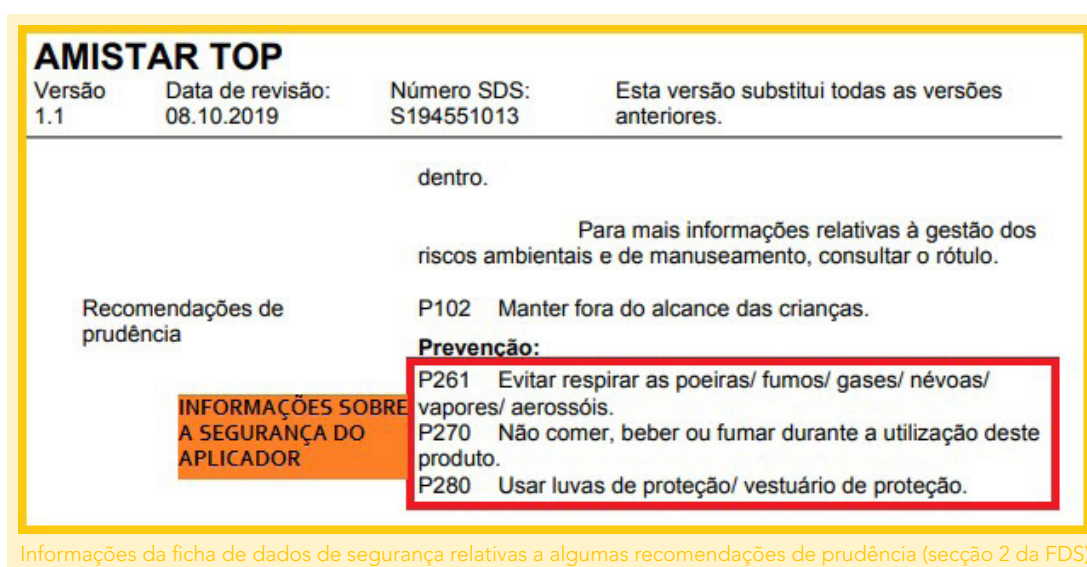 AMISTAR TOP
Versão Data de revisão: Número SDS: Esta versão substitui todas as versões
1.1 08.10.2019 S194551013 anteriores.
dentro.
Para mais informações relativas à gestão dos
riscos ambientais e de manuseamento, consultar o rótulo.
Recomendações de
prudência
P102 Manter fora do alcance das crianças.
Prevenção:
P261 Evitar respirar as poeiras/ fumos/ gases/ névoas/
vapores/ aerossóis.
P270 Não comer, beber ou fumar durante a utilização deste
produto.
P280 Usar luvas de proteção/ vestuário de proteção.
INFORMAÇÕES SOBRE
A SEGURANÇA DO
APLICADOR
Informações da ficha de dados de segurança relativas a algumas recomendações de prudência (secção 2 da FDS)